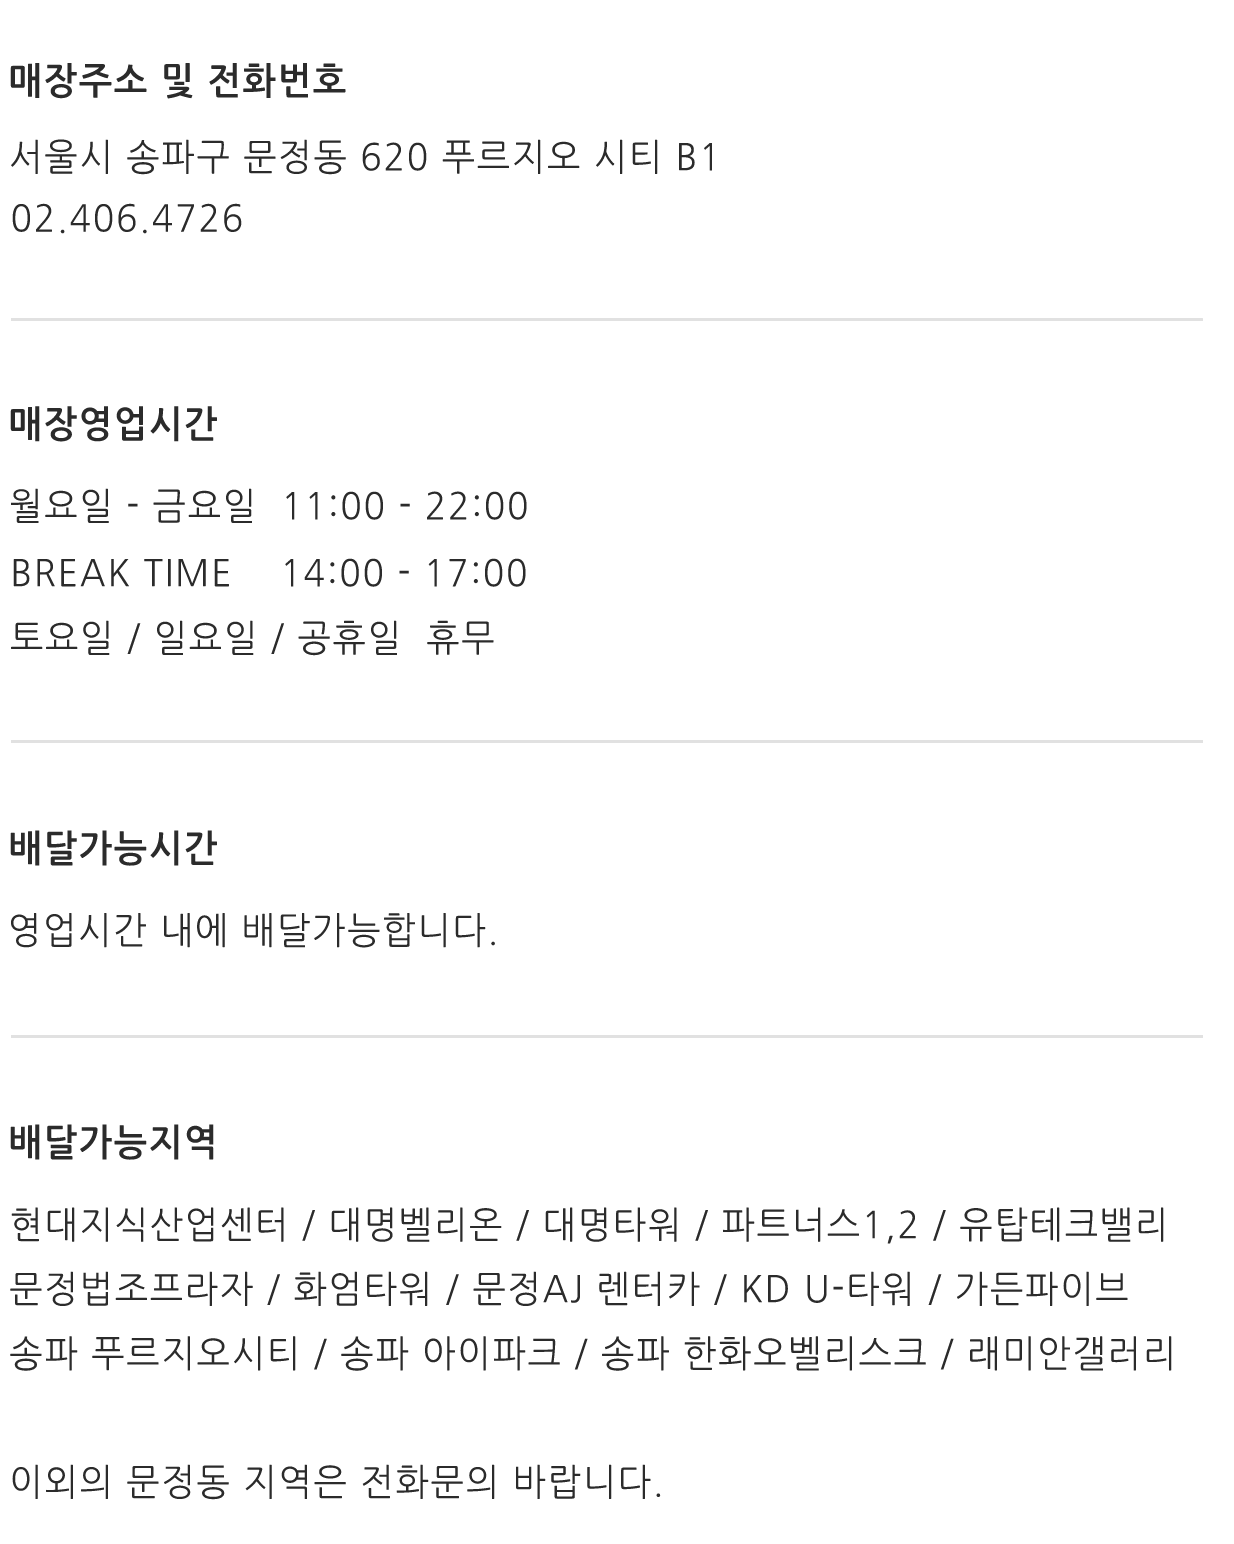 매장주소 및 전화번호
서울시 송파구 문정동 620 푸르지오 시티 B1
02.406.4726
매장영업시간
월요일 - 금요일 11:00 - 22:00
BREAK TIME 14:00 - 17:00
토요일 / 일요일 / 공휴일 휴무
배달가능시간
영업시간 내에 배달가능합니다.
배달가능지역
현대지식산업센터 / 대명벨리온 / 대명타워 / 파트너스1,2 / 유탑테크밸리
문정법조프라자 / 화엄타워 / 문정AJ 렌터카 / KD U-타워 / 가든파이브
송파 푸르지오시티 / 송파 아이파크 / 송파 한화오벨리스크 / 래미안갤러리
이외의 문정동 지역은 전화문의 바랍니다.